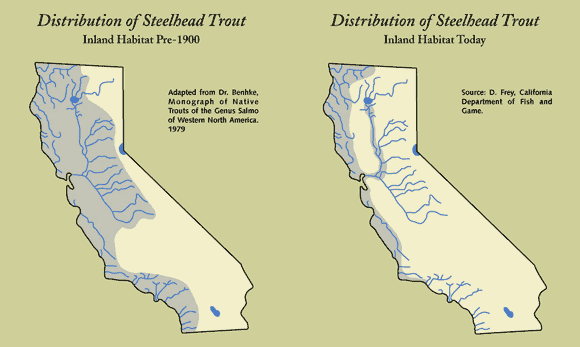 Distribution of Steelhead Trout
Inland Habitat Pre-1900
Adapted from Dr. Benhke,
Monograph of Native
Trouts of the Genus Salmo
of Western North America.
1979
Distribution of Steelhead Trout
Inland Habitat Today
Source: D. Frey, California
Department of Fish and
Game.